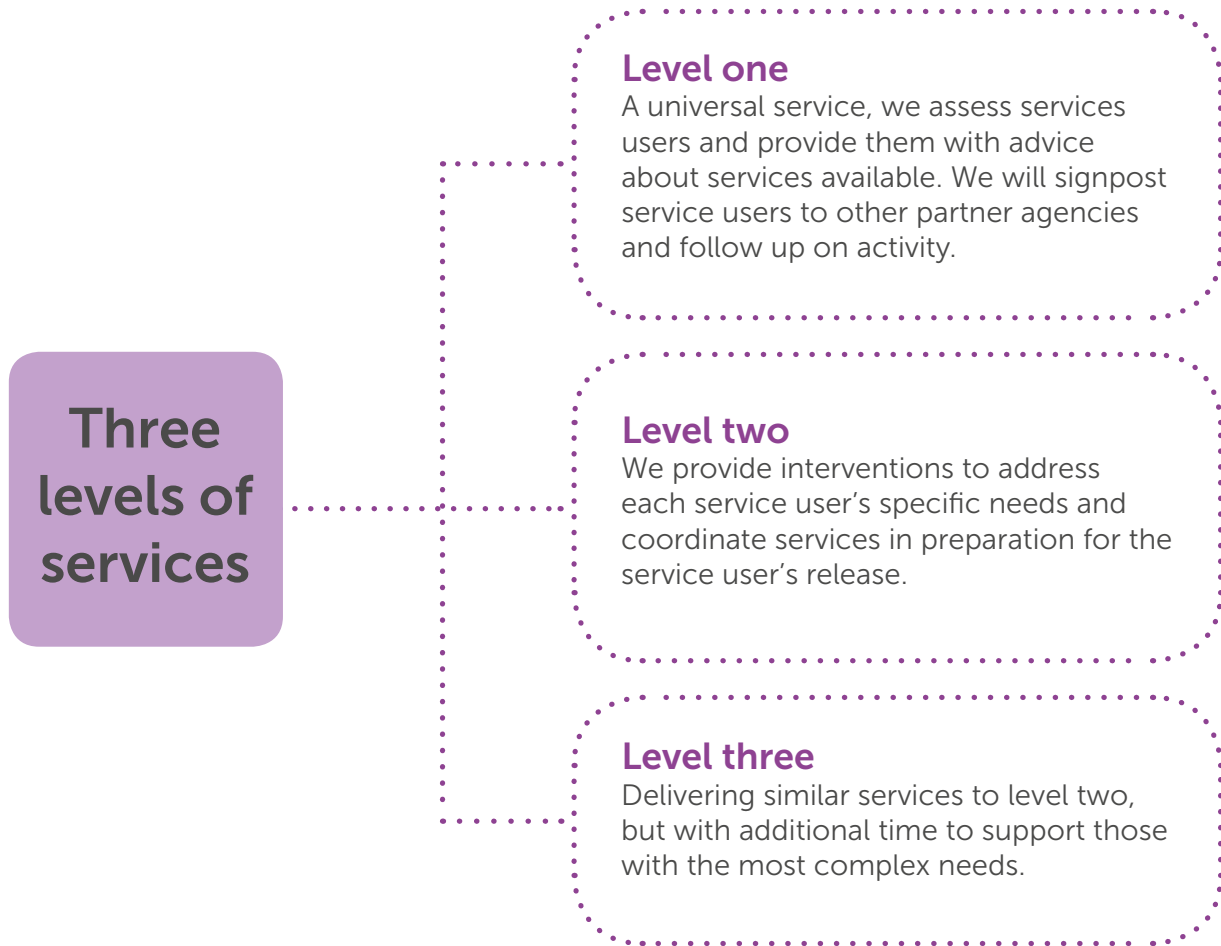 Three
levels of
services
Level one
A universal service, we assess services
users and provide them with advice
about services available. We will signpost
service users to other partner agencies
and follow up on activity.
Level two
We provide interventions to address
each service user’s specific needs and
coordinate services in preparation for the
service user’s release.
Level three
Delivering similar services to level two,
but with additional time to support those
with the most complex needs.